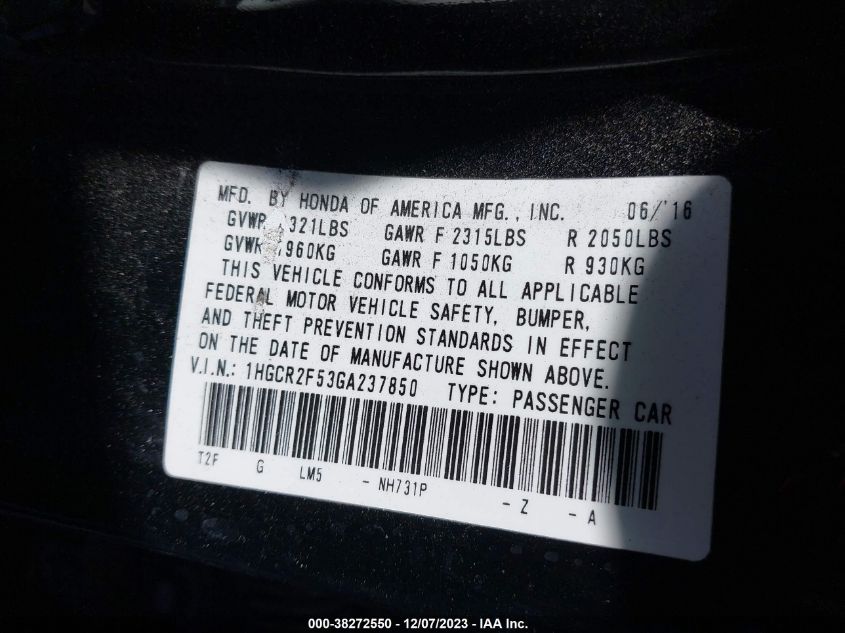 MFD. BY HONDA OF AMERICA MFG., INC. 06/'16
321LBS GAWR F 2315LBS R 2050LBS
960KG GAWR F 1050KG R 930KG
THIS VEHICLE CONFORMS TO ALL APPLICABLE
FEDERAL MOTOR VEHICLE SAFETY, BUMPER,
AND THEFT PREVENTION STANDARDS IN EFFECT
ON THE DATE OF MANUFACTURE SHOWN ABOVE.
V.I.N.: 1HGCR2F53GA237850 TYPE: PASSENGER CAR
T2F G LM5 - NH731P - Z - A
000-38272550 - 12/07/2023 - IAA Inc.